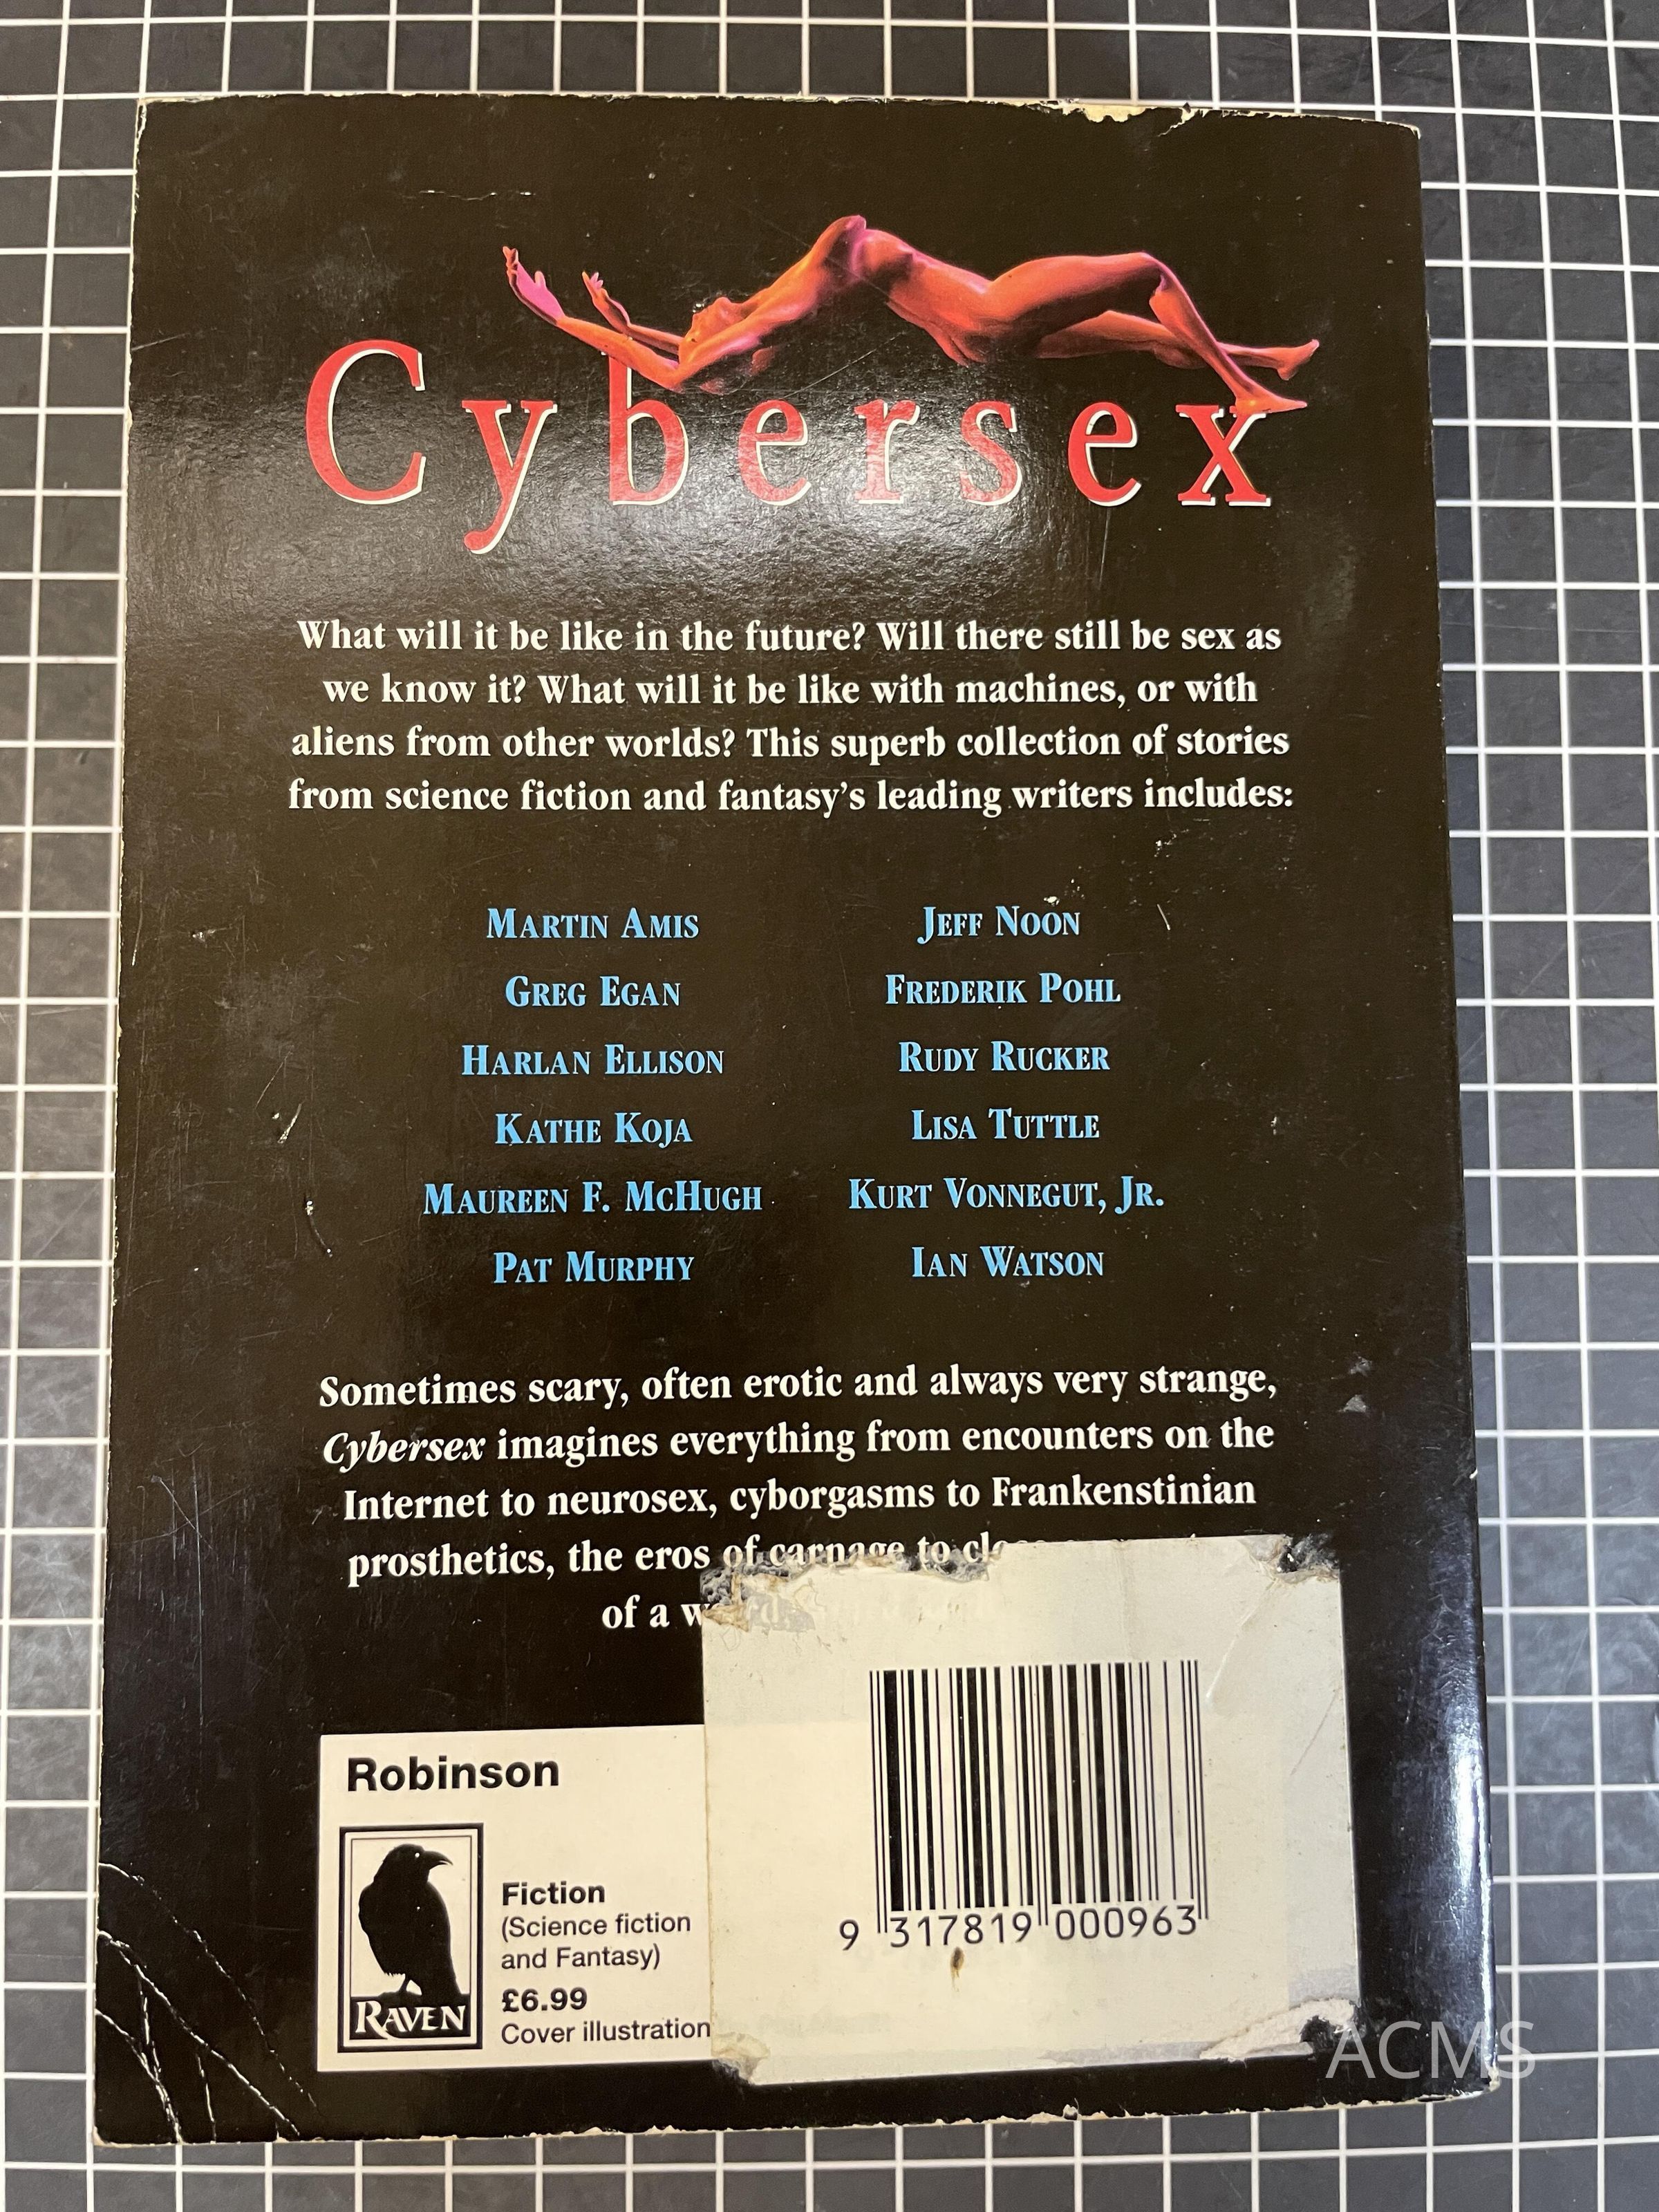 Cybersex
What will it be like in the future? Will there still be sex as
we know it? What will it be like with machines, or with
aliens from other worlds? This superb collection of stories
from science fiction and fantasy's leading writers includes:
MARTIN AMIS
GREG EGAN
HARLAN ELLISON
KATHE KOJA
MAUREEN F. MCHUGH
PAT MURPHY
JEFF NOON
FREDERIK POHL
RUDY RUCKER
LISA TUTTLE
KURT VONNEGUT, JR.
IAN WATSON
Sometimes scary, often erotic and always very strange,
Cybersex imagines everything from encounters on the
Internet to neurosex, cyborgasms to Frankenstinian
prosthetics, the eros of carnage to
of a
Robinson
RAVEN
Fiction
(Science fiction
and Fantasy)
£6.99
Cover illustration
9 317819 000963
ACMS